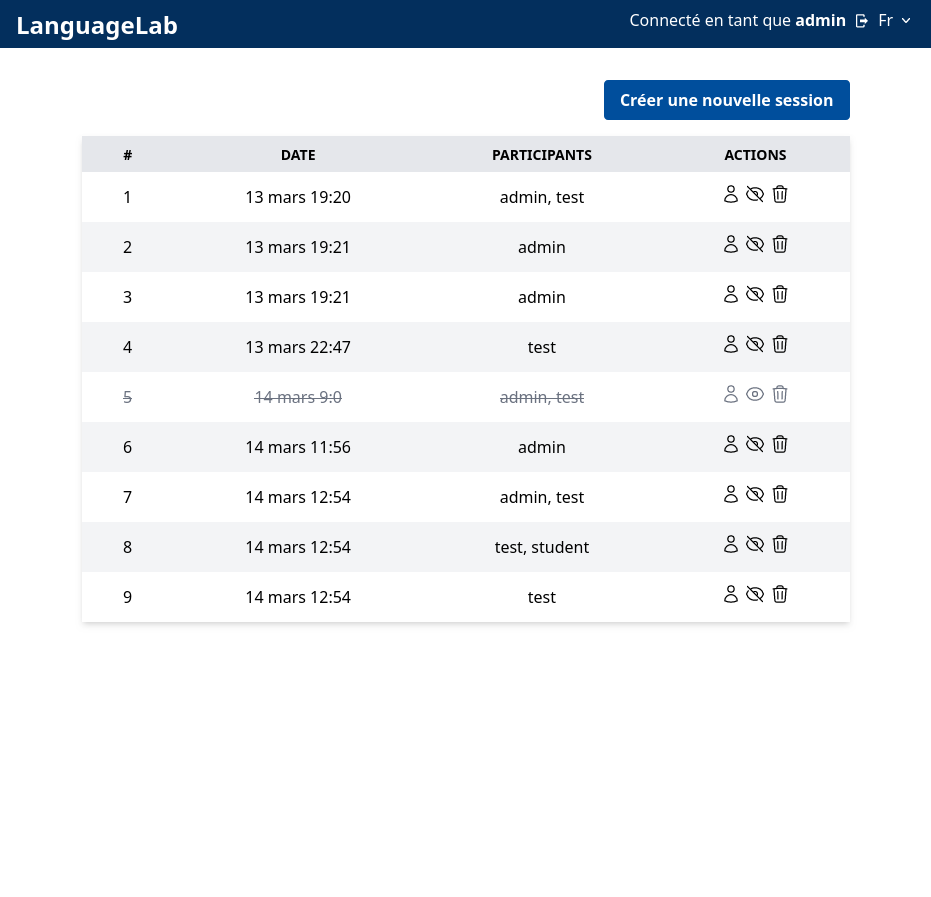 LanguageLab
Connecté en tant que admin Fr
Créer une nouvelle session
# DATE PARTICIPANTS ACTIONS
1 13 mars 19:20 admin, test
2 13 mars 19:21 admin
3 13 mars 19:21 admin
4 13 mars 22:47 test
5 14 mars 9:0 admin, test
6 14 mars 11:56 admin
7 14 mars 12:54 admin, test
8 14 mars 12:54 test, student
9 14 mars 12:54 test